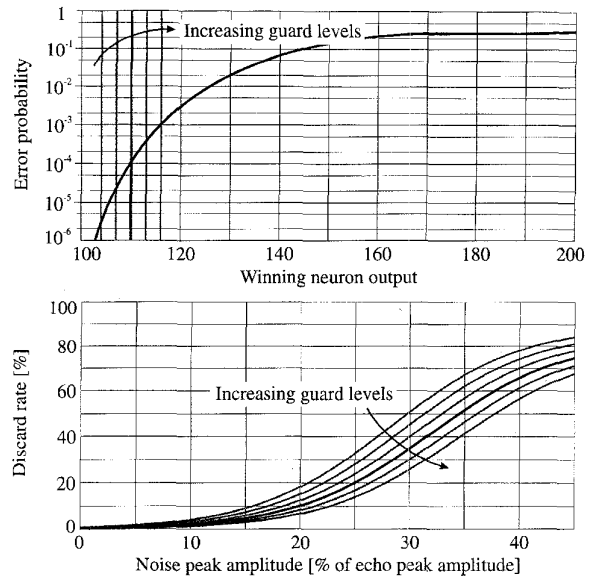 1
Increasing guard levels
10⁻¹
10⁻²
10⁻³
10⁻⁴
10⁻⁵
10⁻⁶
Error probability
100 120 140 160 180 200
Winning neuron output
100
80
60
Increasing guard levels
40
20
0
Discard rate [%]
0 10 20 30 40
Noise peak amplitude [% of echo peak amplitude]